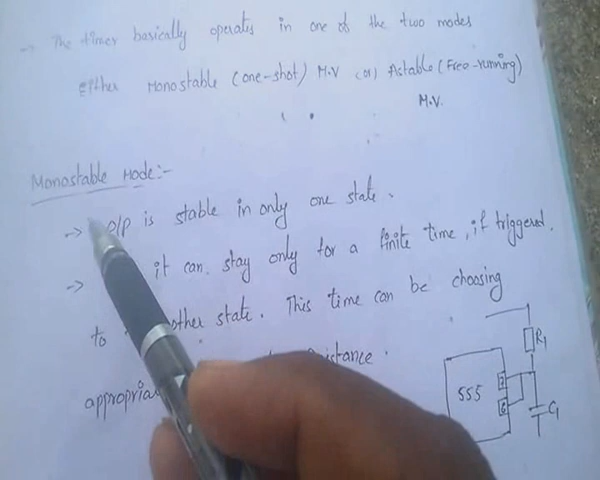 -> The timer basically operates in one of the two modes
either Monostable (one-shot) M.V (or) Astable (Free-running)
M.V.
Monostable Mode:-
-> O/P is stable in only one state.
-> it can stay only for a finite time, if triggered
to other state. This time can be choosing
appropria
555
7
6
R1
C1